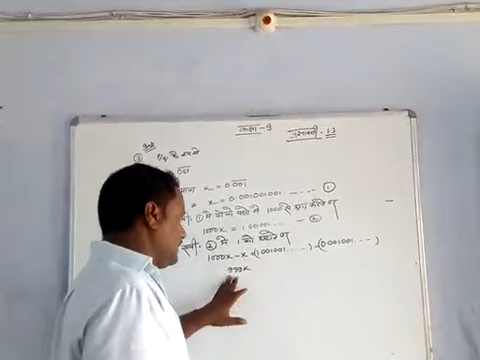 कक्षा - 9
प्रश्नावली - 1.3
③ p/q के रूप में
x = 0.001
x = 0.001001001...... ①
① में दोनों पक्षों में 1000 से गुणा करने पर
1000x = 1.001001..... - ②
② में 1 को घटाने पर
1000x - x = (1.001001......) - (0.001001......)
999x